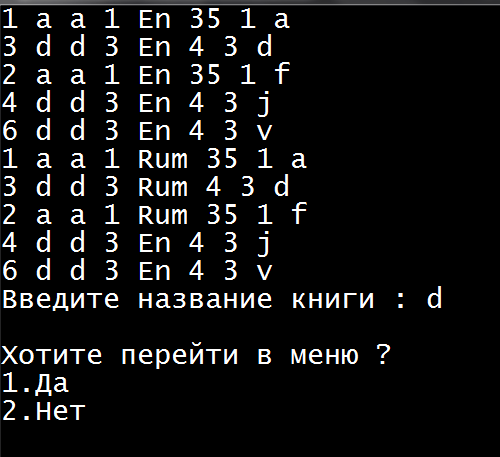 1 a a 1 En 35 1 a
3 d d 3 En 4 3 d
2 a a 1 En 35 1 f
4 d d 3 En 4 3 j
6 d d 3 En 4 3 v
1 a a 1 Rum 35 1 a
3 d d 3 Rum 4 3 d
2 a a 1 Rum 35 1 f
4 d d 3 En 4 3 j
6 d d 3 En 4 3 v
Введите название книги : d
Хотите перейти в меню ?
1.Да
2.Нет